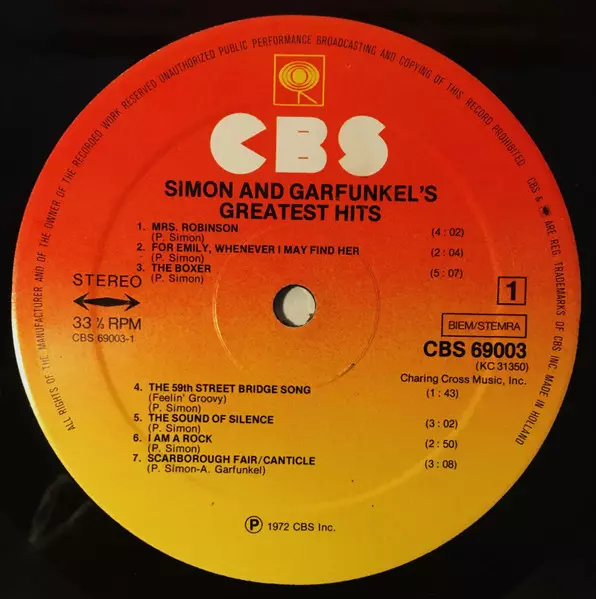 ALL RIGHTS OF THE MANUFACTURER AND OF THE OWNER OF THE RECORDED WORK RESERVED UNAUTHORIZED PUBLIC PERFORMANCE BROADCASTING AND COPYING OF THIS RECORD PROHIBITED
CBS & ARE REG. TRADEMARKS OF CBS INC. MADE IN HOLLAND
CBS
SIMON AND GARFUNKEL'S
GREATEST HITS
1. MRS. ROBINSON (4 : 02)
(P. Simon)
2. FOR EMILY, WHENEVER I MAY FIND HER (2 : 04)
(P. Simon)
3. THE BOXER (5 : 07)
(P. Simon)
STEREO
33⅓ RPM
CBS 69003-1
1
BIEM/STEMRA
CBS 69003
(KC 31350)
Charing Cross Music, Inc.
4. THE 59th STREET BRIDGE SONG (1 : 43)
(Feelin' Groovy)
(P. Simon)
5. THE SOUND OF SILENCE (3 : 02)
(P. Simon)
6. I AM A ROCK (2 : 50)
(P. Simon)
7. SCARBOROUGH FAIR/CANTICLE (3 : 08)
(P. Simon-A. Garfunkel)
℗ 1972 CBS Inc.